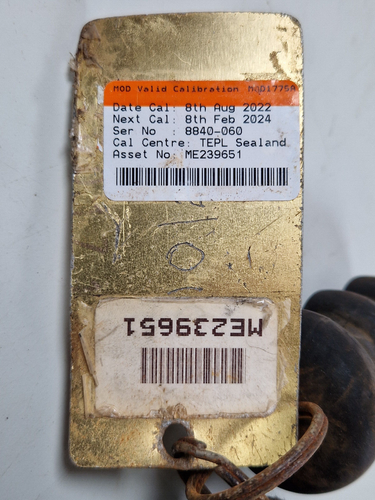 MOD Valid Calibration
Date Cal: 8th Aug 2022
Next Cal: 8th Feb 2024
Ser No : 8840-060
Cal Centre: TEPL Sealand
Asset No: ME239651
ME239651